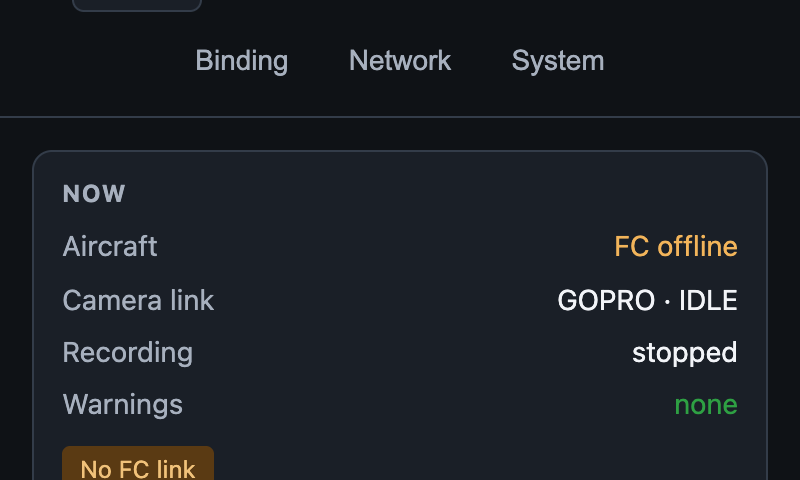 Binding Network System
NOW
Aircraft FC offline
Camera link GOPRO · IDLE
Recording stopped
Warnings none
No FC link